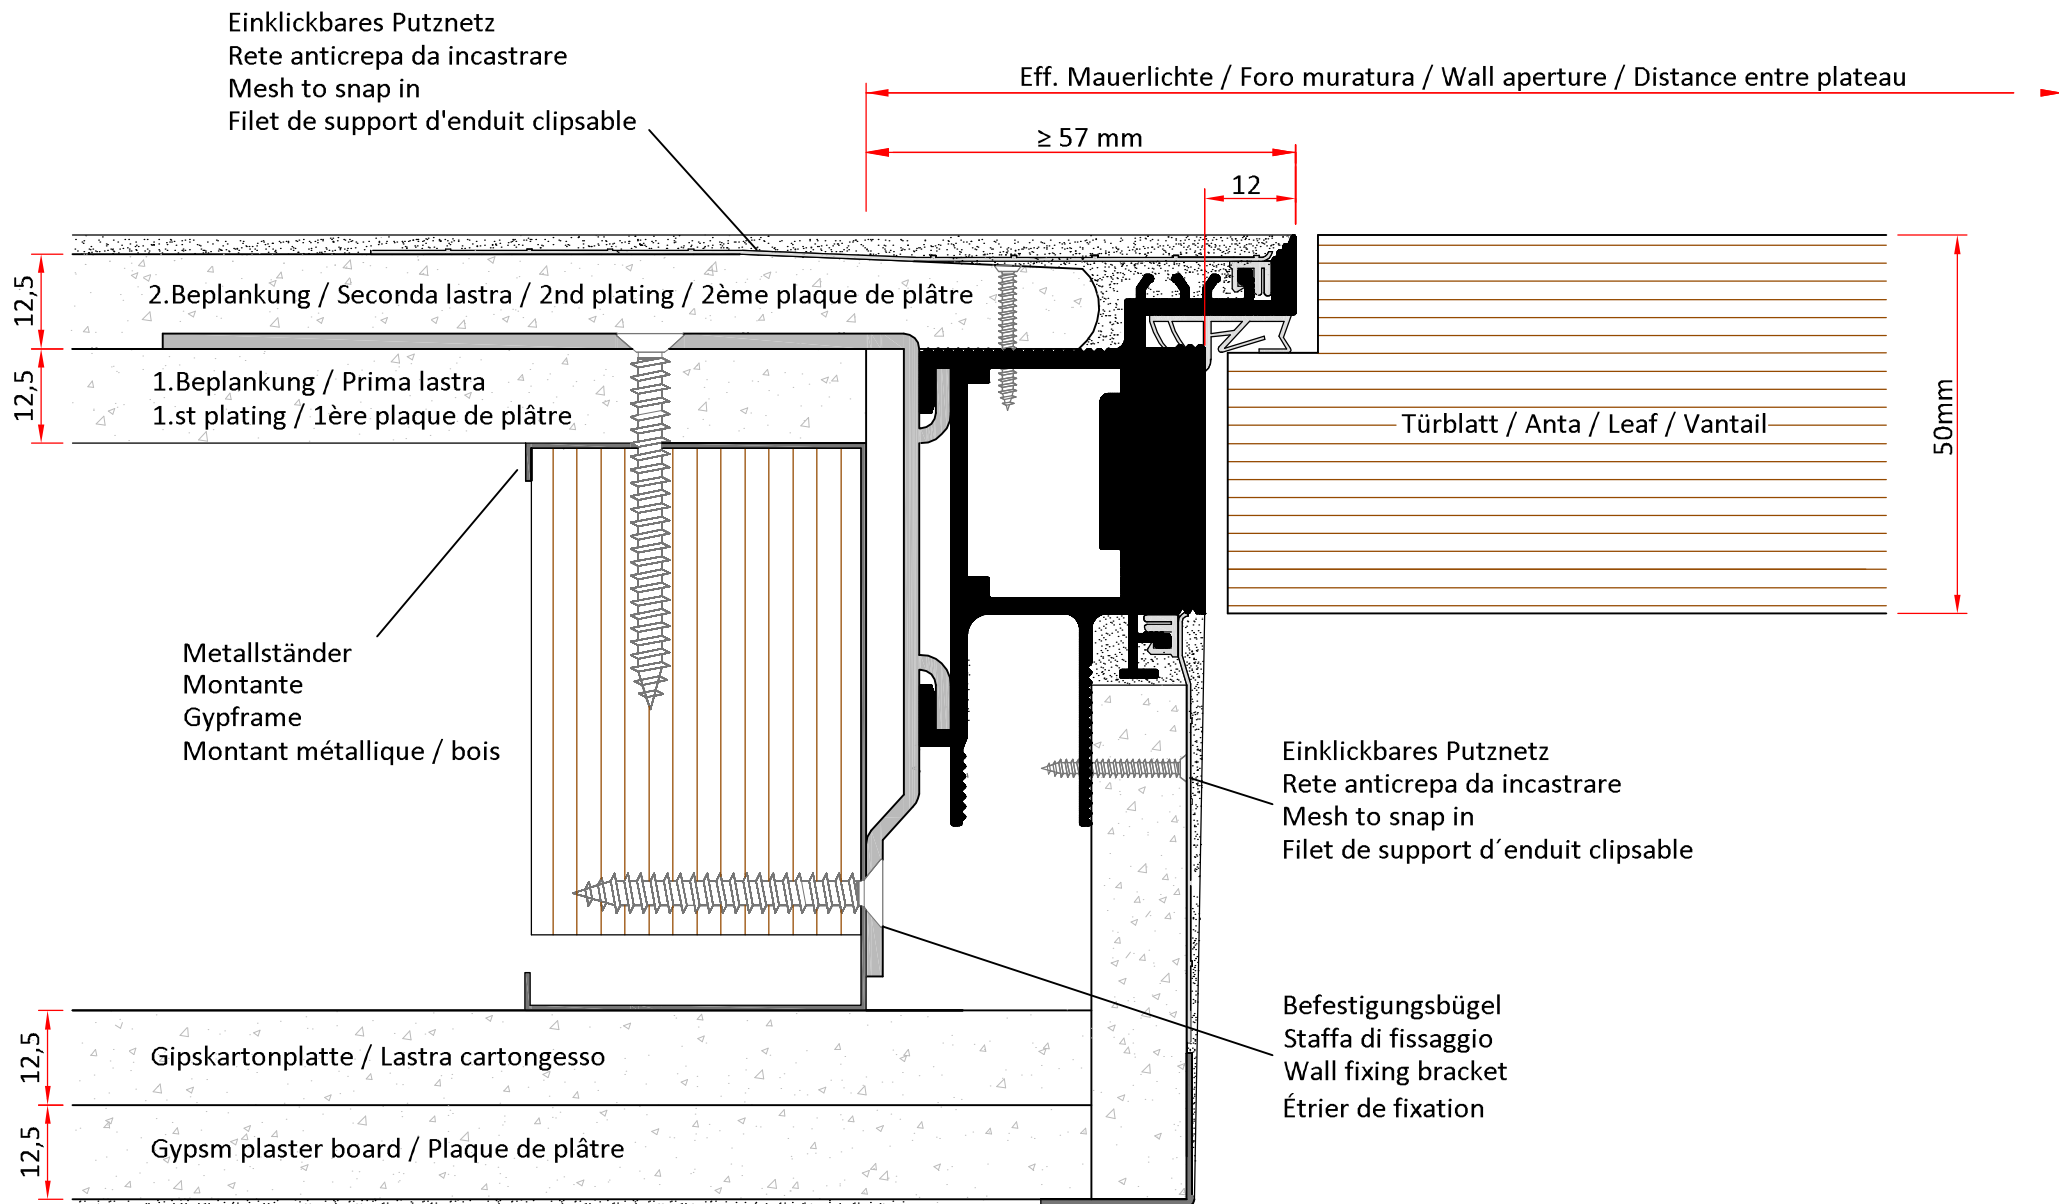 Einklickbares Putznetz
Rete anticrepa da incastrare
Mesh to snap in
Filet de support d'enduit clipsable
Eff. Mauerlichte / Foro muratura / Wall aperture / Distance entre plateau
≥ 57 mm
12
12,5
2.Beplankung / Seconda lastra / 2nd plating / 2ème plaque de plâtre
12,5
1.Beplankung / Prima lastra
1.st plating / 1ère plaque de plâtre
Türblatt / Anta / Leaf / Vantail
50mm
Metallständer
Montante
Gypframe
Montant métallique / bois
Einklickbares Putznetz
Rete anticrepa da incastrare
Mesh to snap in
Filet de support d´enduit clipsable
Befestigungsbügel
Staffa di fissaggio
Wall fixing bracket
Étrier de fixation
12,5
Gipskartonplatte / Lastra cartongesso
12,5
Gypsm plaster board / Plaque de plâtre